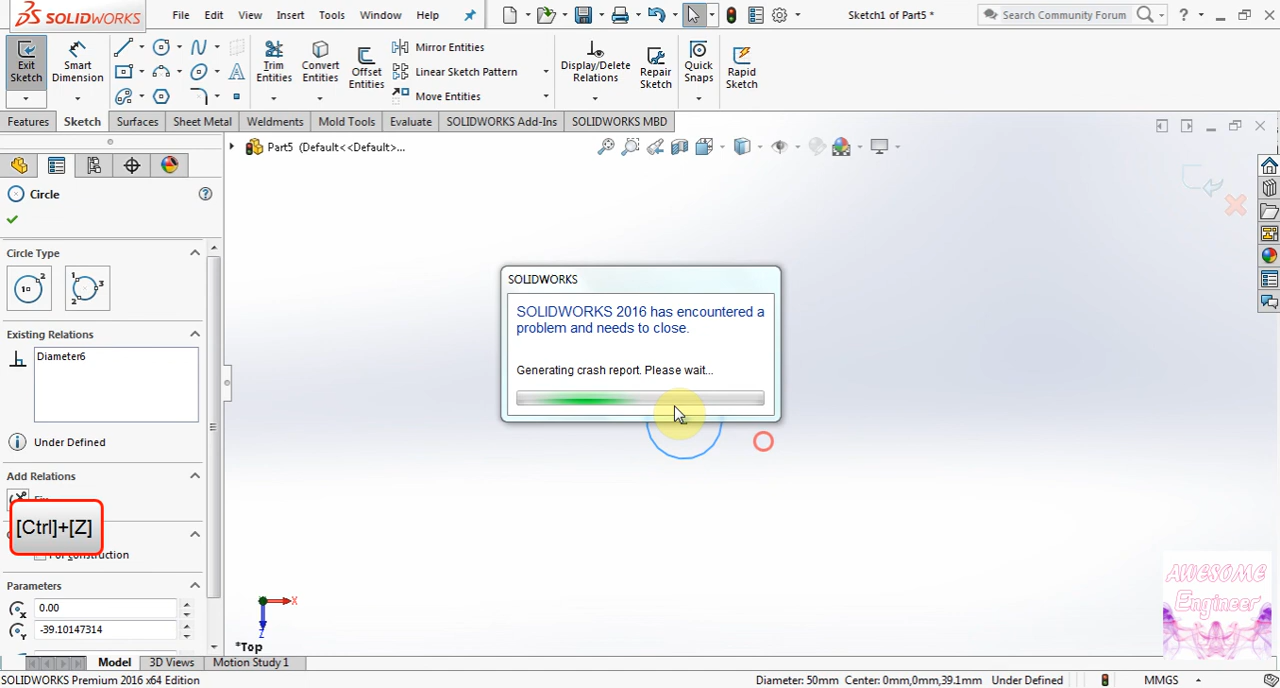 SOLIDWORKS File Edit View Insert Tools Window Help Sketch1 of Part5 * Search Community Forum ?
Exit Sketch
Smart Dimension
Trim Entities
Convert Entities
Offset Entities
Mirror Entities
Linear Sketch Pattern
Move Entities
Display/Delete Relations
Repair Sketch
Quick Snaps
Rapid Sketch
Features Sketch Surfaces Sheet Metal Weldments Mold Tools Evaluate SOLIDWORKS Add-Ins SOLIDWORKS MBD
Part5 (Default<<Default>...
Circle ?
Circle Type
Existing Relations
Diameter6
Under Defined
Add Relations
[Ctrl]+[Z]
For construction
Parameters
0.00
-39.10147314
SOLIDWORKS
SOLIDWORKS 2016 has encountered a
problem and needs to close.
Generating crash report. Please wait...
X
Z
*Top
AWESOME
Engineer
Model 3D Views Motion Study 1
SOLIDWORKS Premium 2016 x64 Edition Diameter: 50mm Center: 0mm,0mm,39.1mm Under Defined MMGS